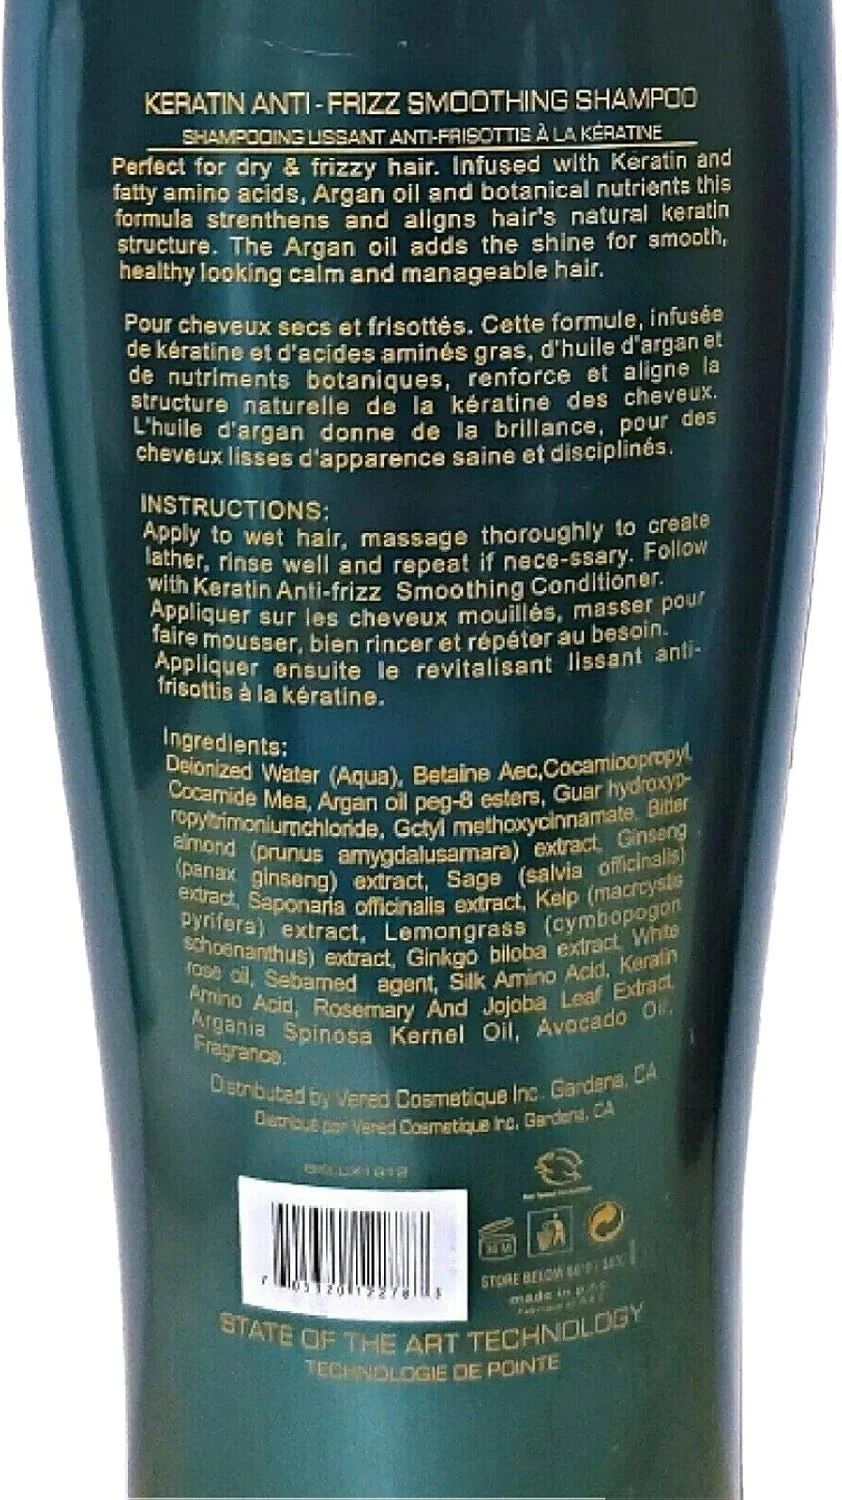 KERATIN ANTI - FRIZZ SMOOTHING SHAMPOO
SHAMPOOING LISSANT ANTI-FRISOTTIS À LA KÉRATINE
Perfect for dry & frizzy hair. Infused with Keratin and
fatty amino acids, Argan oil and botanical nutrients this
formula strenthens and aligns hair's natural keratin
structure. The Argan oil adds the shine for smooth,
healthy looking calm and manageable hair.
Pour cheveux secs et frisottés. Cette formule, infusée
de kératine et d'acides aminés gras, d'huile d'argan et
de nutriments botaniques, renforce et aligne la
structure naturelle de la kératine des cheveux.
L'huile d'argan donne de la brillance, pour des
cheveux lisses d'apparence saine et disciplinés.
INSTRUCTIONS:
Apply to wet hair, massage thoroughly to create
lather, rinse well and repeat if nece-ssary. Follow
with Keratin Anti-frizz Smoothing Conditioner.
Appliquer sur les cheveux mouillés, masser pour
faire mousser, bien rincer et répéter au besoin.
Appliquer ensuite le revitalisant lissant anti-
frisottis à la kératine.
Ingredients:
Deionized Water (Aqua), Betaine Aec,Cocamioopropyl,
Cocamide Mea, Argan oil peg-8 esters, Guar hydroxyp-
ropyltrimoniumchloride, Gctyl methoxycinnamate. Bitter
almond (prunus amygdalusamara) extract, Ginseng
(panax ginseng) extract, Sage (salvia officinalis)
extract, Saponaria officinalis extract, Kelp (macrcystis
pyrifera) extract, Lemongrass (cymbopogon
schoenanthus) extract, Ginkgo biloba extract, White
rose oil, Sebamed agent, Silk Amino Acid, Keratin
Amino Acid, Rosemary And Jojoba Leaf Extract,
Argania Spinosa Kernel Oil, Avocado Oil,
Fragrance.
Distributed by Vered Cosmetique Inc. Gardena, CA
Distribué par Vered Cosmetique Inc. Gardena, CA
STORE BELOW
made in
STATE OF THE ART TECHNOLOGY
TECHNOLOGIE DE POINTE